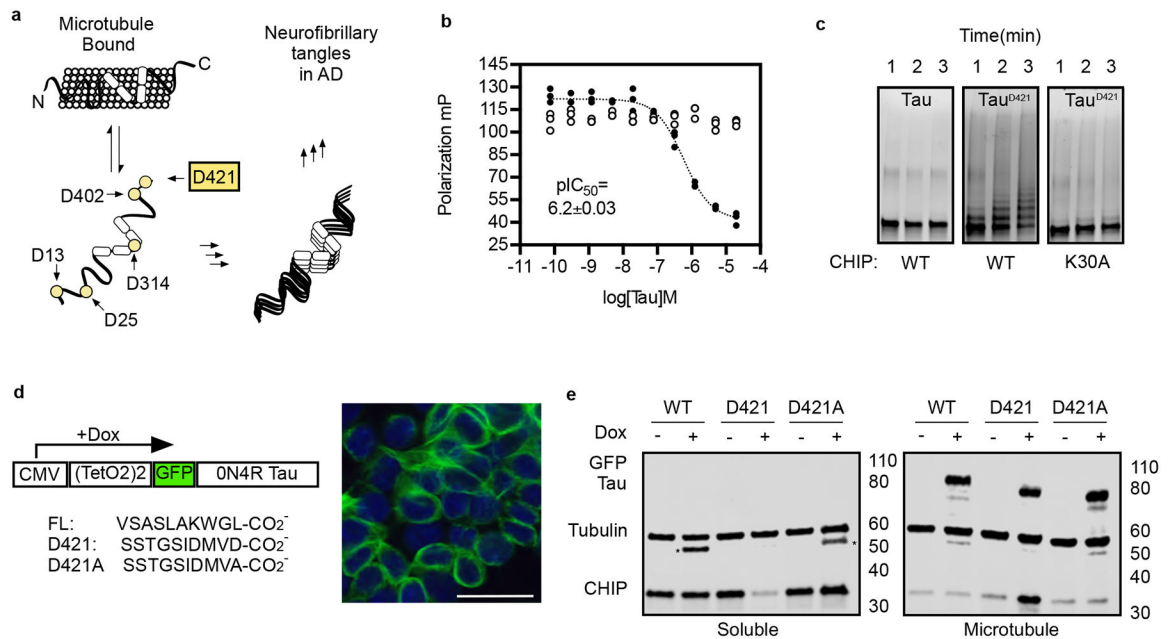 a
Microtubule
Bound
N
C
Neurofibrillary
tangles
in AD
D421
D402
D13
D314
D25
b
Polarization mP
145
130
115
100
85
70
55
40
25
pIC50=
6.2±0.03
-11 -10 -9 -8 -7 -6 -5 -4
log[Tau]M
c
Time(min)
1 2 3 1 2 3 1 2 3
Tau TauD421 TauD421
CHIP: WT WT K30A
d
+Dox
CMV (TetO2)2 GFP 0N4R Tau
FL: VSASLAKWGL-CO2-
D421: SSTGSIDMVD-CO2-
D421A SSTGSIDMVA-CO2-
e
WT D421 D421A WT D421 D421A
Dox - + - + - + - + - + - +
GFP
Tau
Tubulin
* *
CHIP
110
80
60
50
40
30
110
80
60
50
40
30
Soluble Microtubule